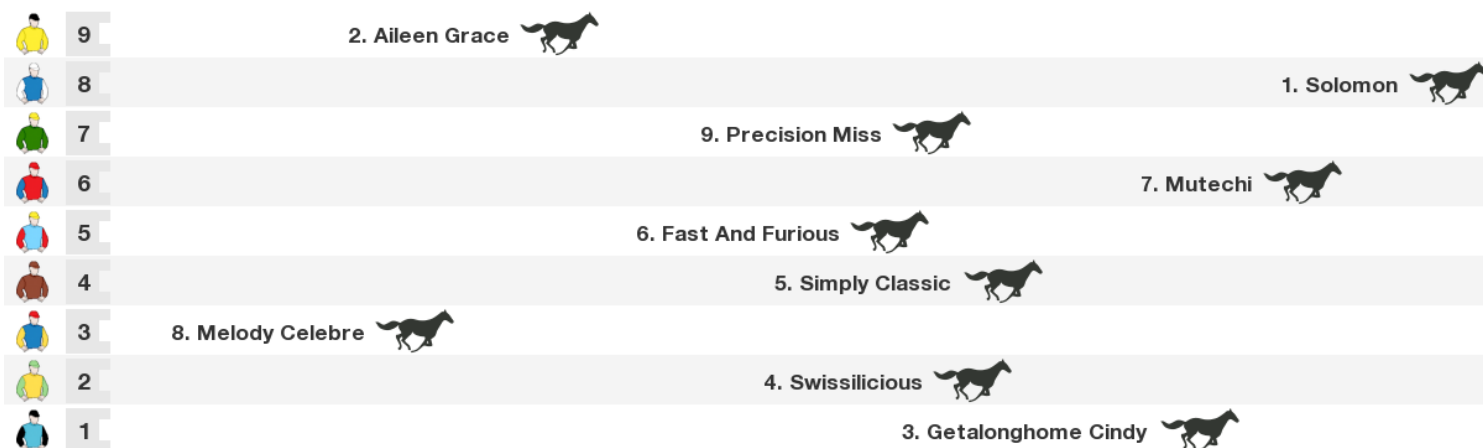 9 2. Aileen Grace
8 1. Solomon
7 9. Precision Miss
6 7. Mutechi
5 6. Fast And Furious
4 5. Simply Classic
3 8. Melody Celebre
2 4. Swissilicious
1 3. Getalonghome Cindy